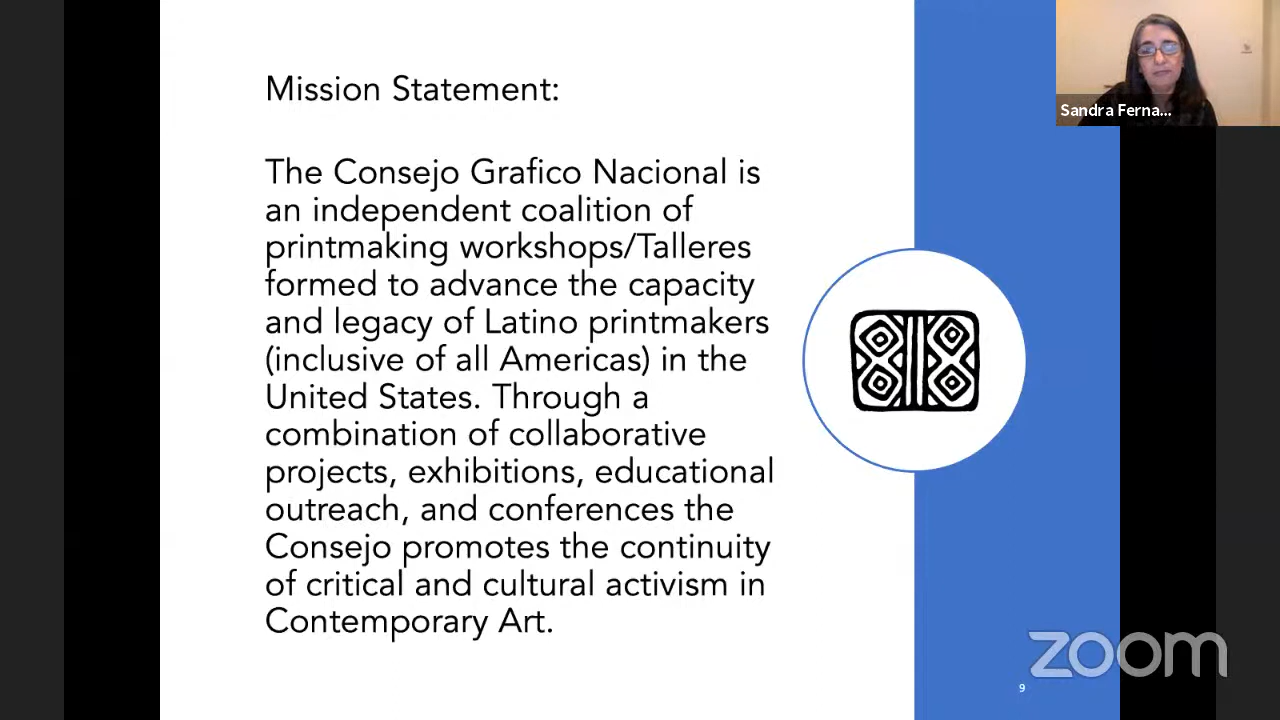 Mission Statement:
The Consejo Grafico Nacional is
an independent coalition of
printmaking workshops/Talleres
formed to advance the capacity
and legacy of Latino printmakers
(inclusive of all Americas) in the
United States. Through a
combination of collaborative
projects, exhibitions, educational
outreach, and conferences the
Consejo promotes the continuity
of critical and cultural activism in
Contemporary Art.
Sandra Ferna...
zoom
9